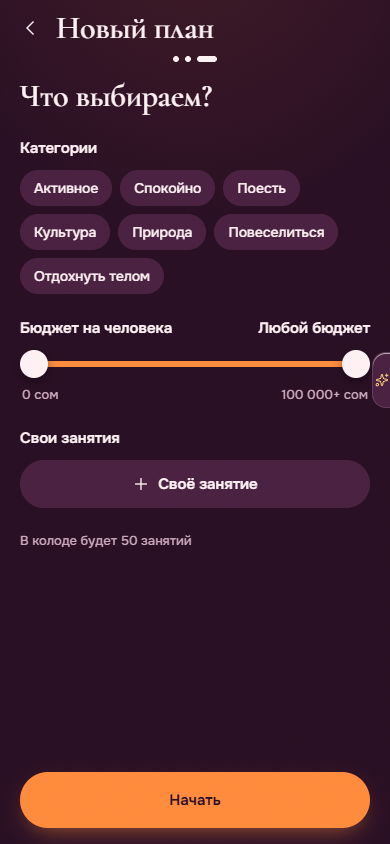 Новый план
Что выбираем?
Категории
Активное Спокойно Поесть
Культура Природа Повеселиться
Отдохнуть телом
Бюджет на человека Любой бюджет
0 сом 100 000+ сом
Свои занятия
+ Своё занятие
В колоде будет 50 занятий
Начать